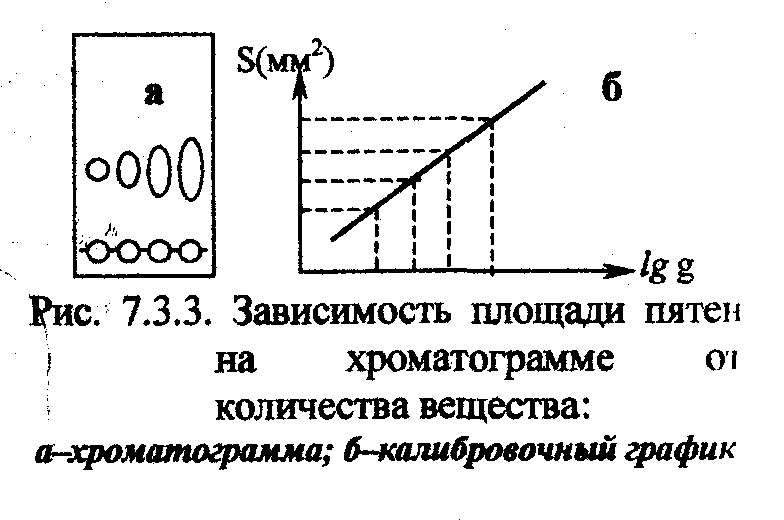 а
S(мм²)
б
lg g
Рис. 7.3.3. Зависимость площади пятен
на хроматограмме от
количества вещества:
а–хроматограмма; б–калибровочный график